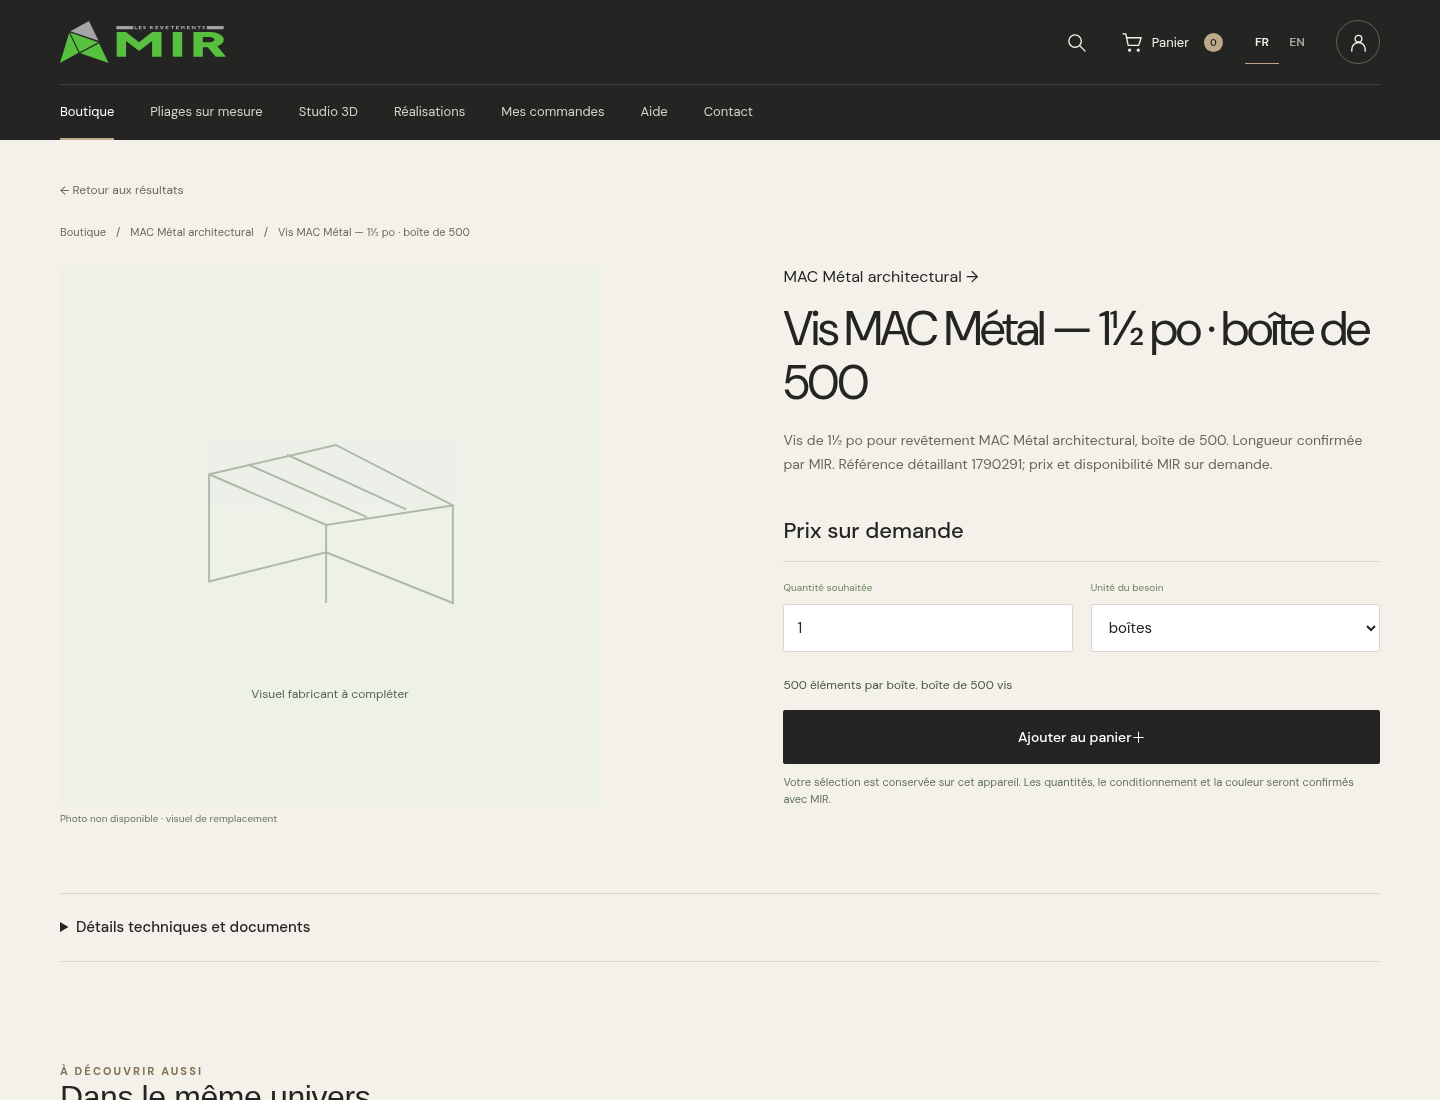 LES REVÊTEMENTS
MIR
Panier 0
FR EN
Boutique Pliages sur mesure Studio 3D Réalisations Mes commandes Aide Contact
← Retour aux résultats
Boutique / MAC Métal architectural / Vis MAC Métal — 1½ po · boîte de 500
MAC Métal architectural →
Vis MAC Métal — 1½ po · boîte de
500
Vis de 1½ po pour revêtement MAC Métal architectural, boîte de 500. Longueur confirmée
par MIR. Référence détaillant 1790291; prix et disponibilité MIR sur demande.
Prix sur demande
Quantité souhaitée Unité du besoin
1 boîtes
500 éléments par boîte. boîte de 500 vis
Ajouter au panier+
Votre sélection est conservée sur cet appareil. Les quantités, le conditionnement et la couleur seront confirmés
avec MIR.
Visuel fabricant à compléter
Photo non disponible · visuel de remplacement
Détails techniques et documents
À DÉCOUVRIR AUSSI
Dans le même univers